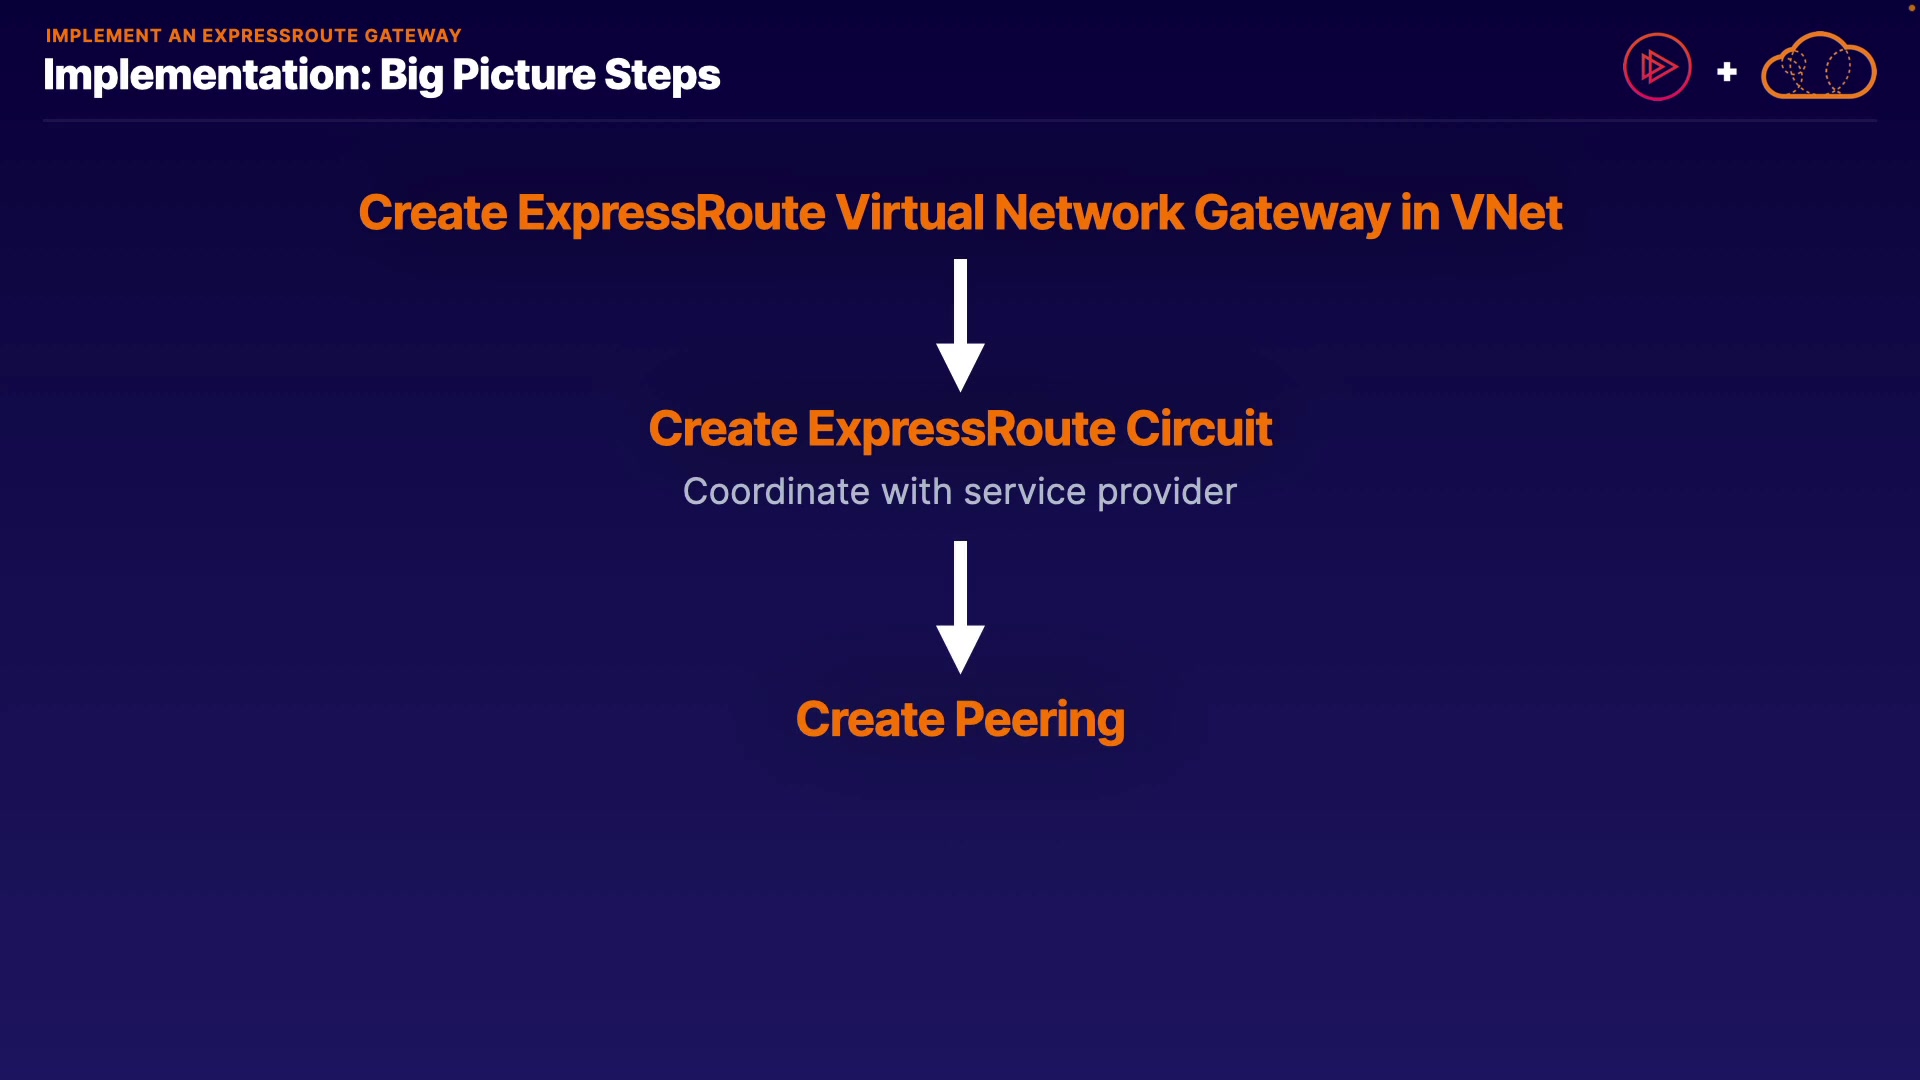 IMPLEMENT AN EXPRESSROUTE GATEWAY
Implementation: Big Picture Steps
+
Create ExpressRoute Virtual Network Gateway in VNet
Create ExpressRoute Circuit
Coordinate with service provider
Create Peering